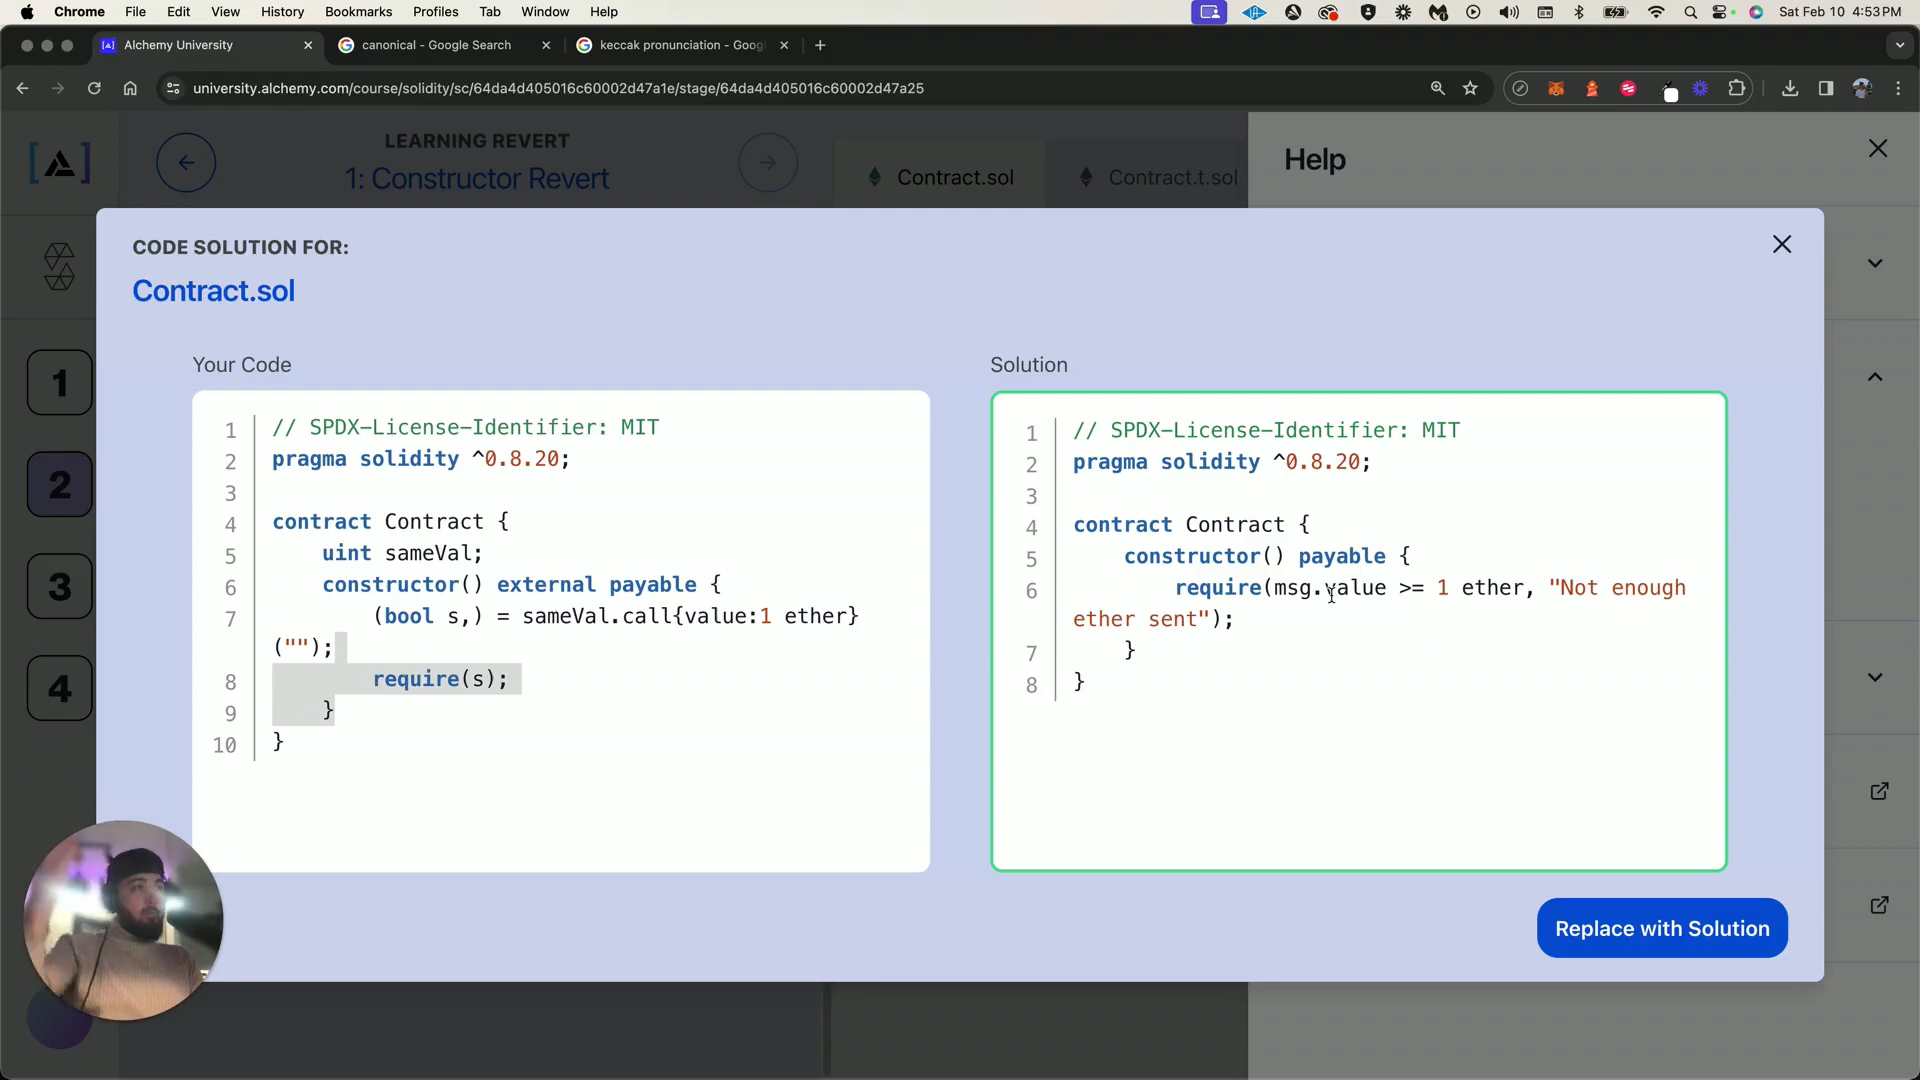 Chrome File Edit View History Bookmarks Profiles Tab Window Help Sat Feb 10 4:53 PM
Alchemy University canonical - Google Search keccak pronunciation - Goog
university.alchemy.com/course/solidity/sc/64da4d405016c60002d47a1e/stage/64da4d405016c60002d47a25
LEARNING REVERT
1: Constructor Revert
Contract.sol Contract.t.sol
Help
CODE SOLUTION FOR:
Contract.sol
1
2
3
4
Your Code
1 // SPDX-License-Identifier: MIT
2 pragma solidity ^0.8.20;
3
4 contract Contract {
5 uint sameVal;
6 constructor() external payable {
7 (bool s,) = sameVal.call{value:1 ether}
("");
8 require(s);
9 }
10 }
Solution
1 // SPDX-License-Identifier: MIT
2 pragma solidity ^0.8.20;
3
4 contract Contract {
5 constructor() payable {
6 require(msg.value >= 1 ether, "Not enough
ether sent");
7 }
8 }
Replace with Solution